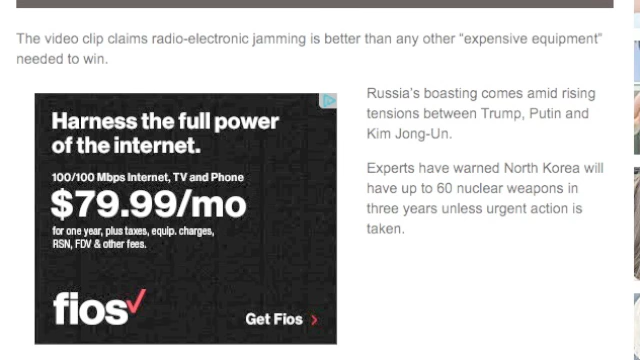 The video clip claims radio-electronic jamming is better than any other "expensive equipment"
needed to win.
Harness the full power
of the internet.
100/100 Mbps Internet, TV and Phone
$79.99/mo
for one year, plus taxes, equip. charges,
RSN, FDV & other fees.
fios
Get Fios >
Russia's boasting comes amid rising
tensions between Trump, Putin and
Kim Jong-Un.
Experts have warned North Korea will
have up to 60 nuclear weapons in
three years unless urgent action is
taken.